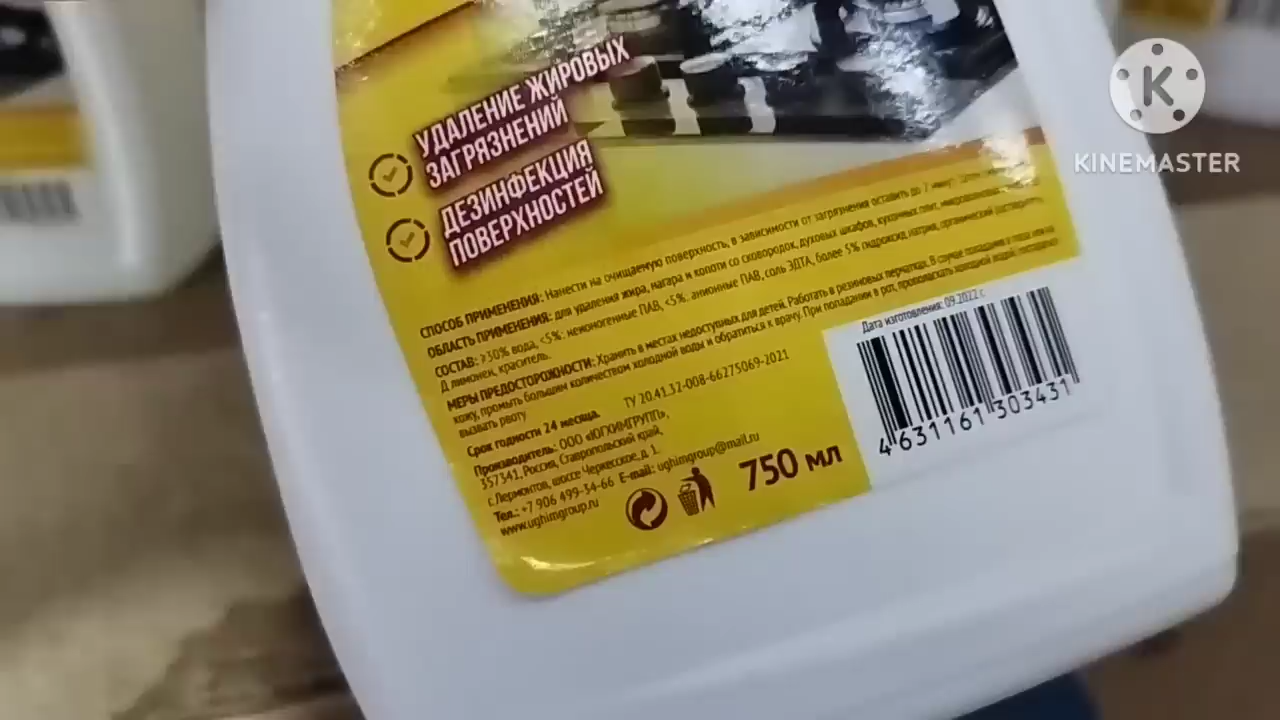 УДАЛЕНИЕ ЖИРОВЫХ
ЗАГРЯЗНЕНИЙ
ДЕЗИНФЕКЦИЯ
ПОВЕРХНОСТЕЙ
K
KINEMASTER
СПОСОБ ПРИМЕНЕНИЯ: Нанести на очищаемую поверхность, в зависимости от загрязнения оставить до 7 минут,
ОБЛАСТЬ ПРИМЕНЕНИЯ: для удаления жира, нагара и копоти со сковородок, духовых шкафов, кухонных плит, микроволновых
СОСТАВ: ≥30% вода, <5%: неионогенные ПАВ, <5%: анионные ПАВ, соль ЭДТА, более 5% гидроксид натрия, органический
Д лимонен, краситель.
МЕРЫ ПРЕДОСТОРОЖНОСТИ: Хранить в местах недоступных для детей. Работать в резиновых перчатках. В случае попадания в глаза или на
кожу, промыть большим количеством холодной воды и обратиться к врачу. При попадании в рот, прополаскать холодной водой
вызвать рвоту
ТУ 20.41.32-008-66275069-2021
Срок годности 24 месяца.
Производитель: ООО «ЮГХИМГРУПП»,
357341, Россия, Ставропольский край,
г. Лермонтов, шоссе Черкесское, д. 1.
Тел.: +7 906 499-34-66 E-mail: ughimgroup@mail.ru
www.ughimgroup.ru
750 мл
Дата изготовления: 09.2022 г.
4 631161 303431